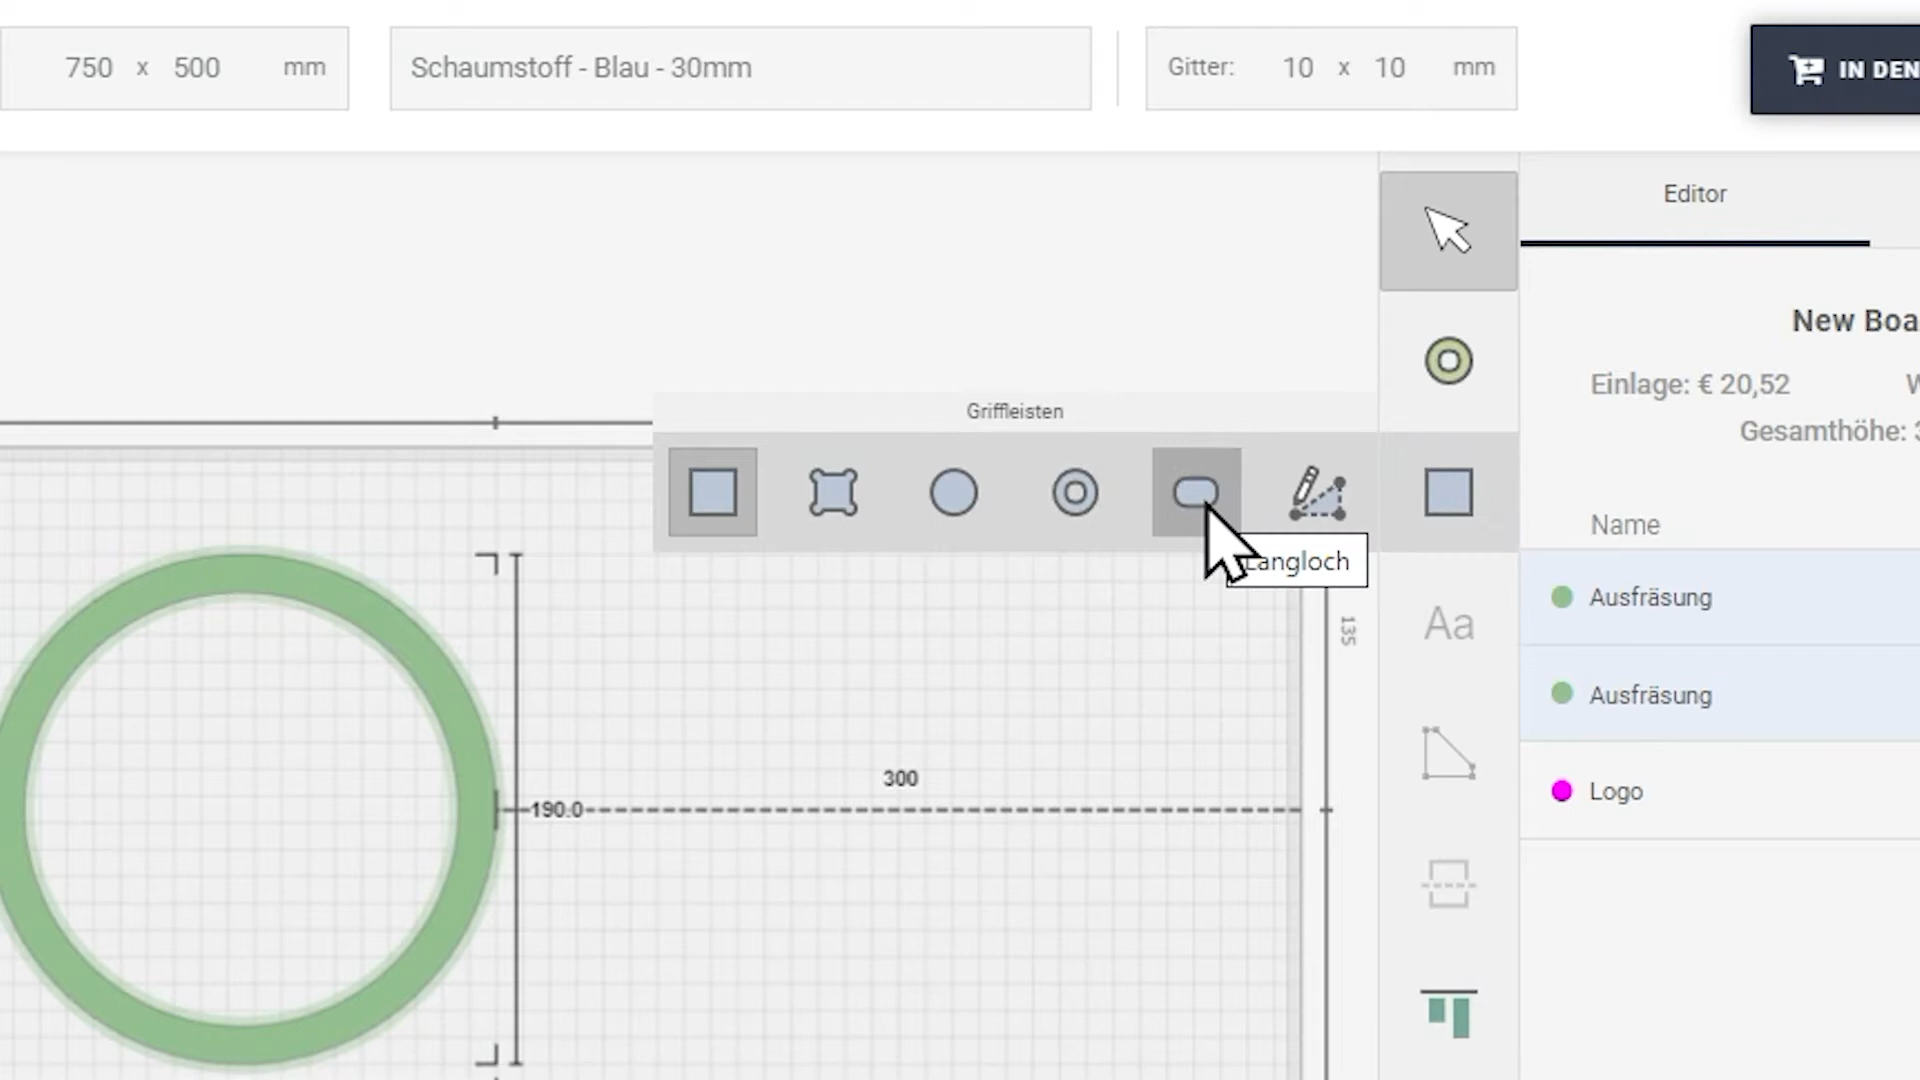 750 x 500 mm
Schaumstoff - Blau - 30mm
Gitter: 10 x 10 mm
IN DEN
Editor
New Boa
Einlage: € 20,52
Gesamthöhe:
Griffleisten
Langloch
Name
Ausfräsung
Ausfräsung
Logo
Aa
135
300
190.0